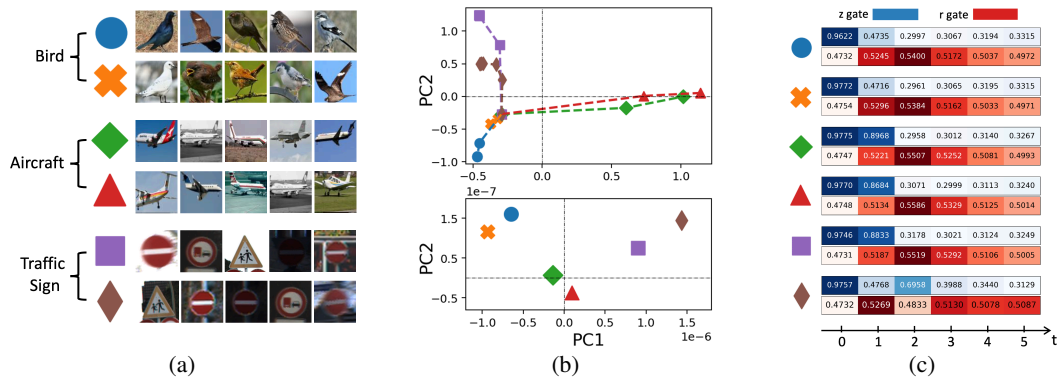 Bird
Aircraft
Traffic
Sign
(a)
PC2
1.0
0.5
0.0
−0.5
−1.0
−0.5
0.0
0.5
1.0
1e−7
PC2
1.5
0.5
−0.5
−1.0
−0.5
0.0
0.5
1.0
1.5
PC1
1e−6
(b)
z gate r gate
0.9622 0.4735 0.2997 0.3067 0.3194 0.3315
0.4732 0.5245 0.5400 0.5172 0.5037 0.4972
0.9772 0.4716 0.2961 0.3065 0.3195 0.3315
0.4754 0.5296 0.5384 0.5162 0.5033 0.4971
0.9775 0.8968 0.2958 0.3012 0.3140 0.3267
0.4747 0.5221 0.5507 0.5252 0.5081 0.4993
0.9770 0.8684 0.3071 0.2999 0.3113 0.3240
0.4748 0.5134 0.5586 0.5329 0.5125 0.5014
0.9746 0.8833 0.3178 0.3021 0.3124 0.3249
0.4731 0.5187 0.5519 0.5292 0.5106 0.5005
0.9757 0.4768 0.6958 0.3988 0.3440 0.3129
0.4732 0.5269 0.4833 0.5130 0.5078 0.5087
0 1 2 3 4 5 t
(c)